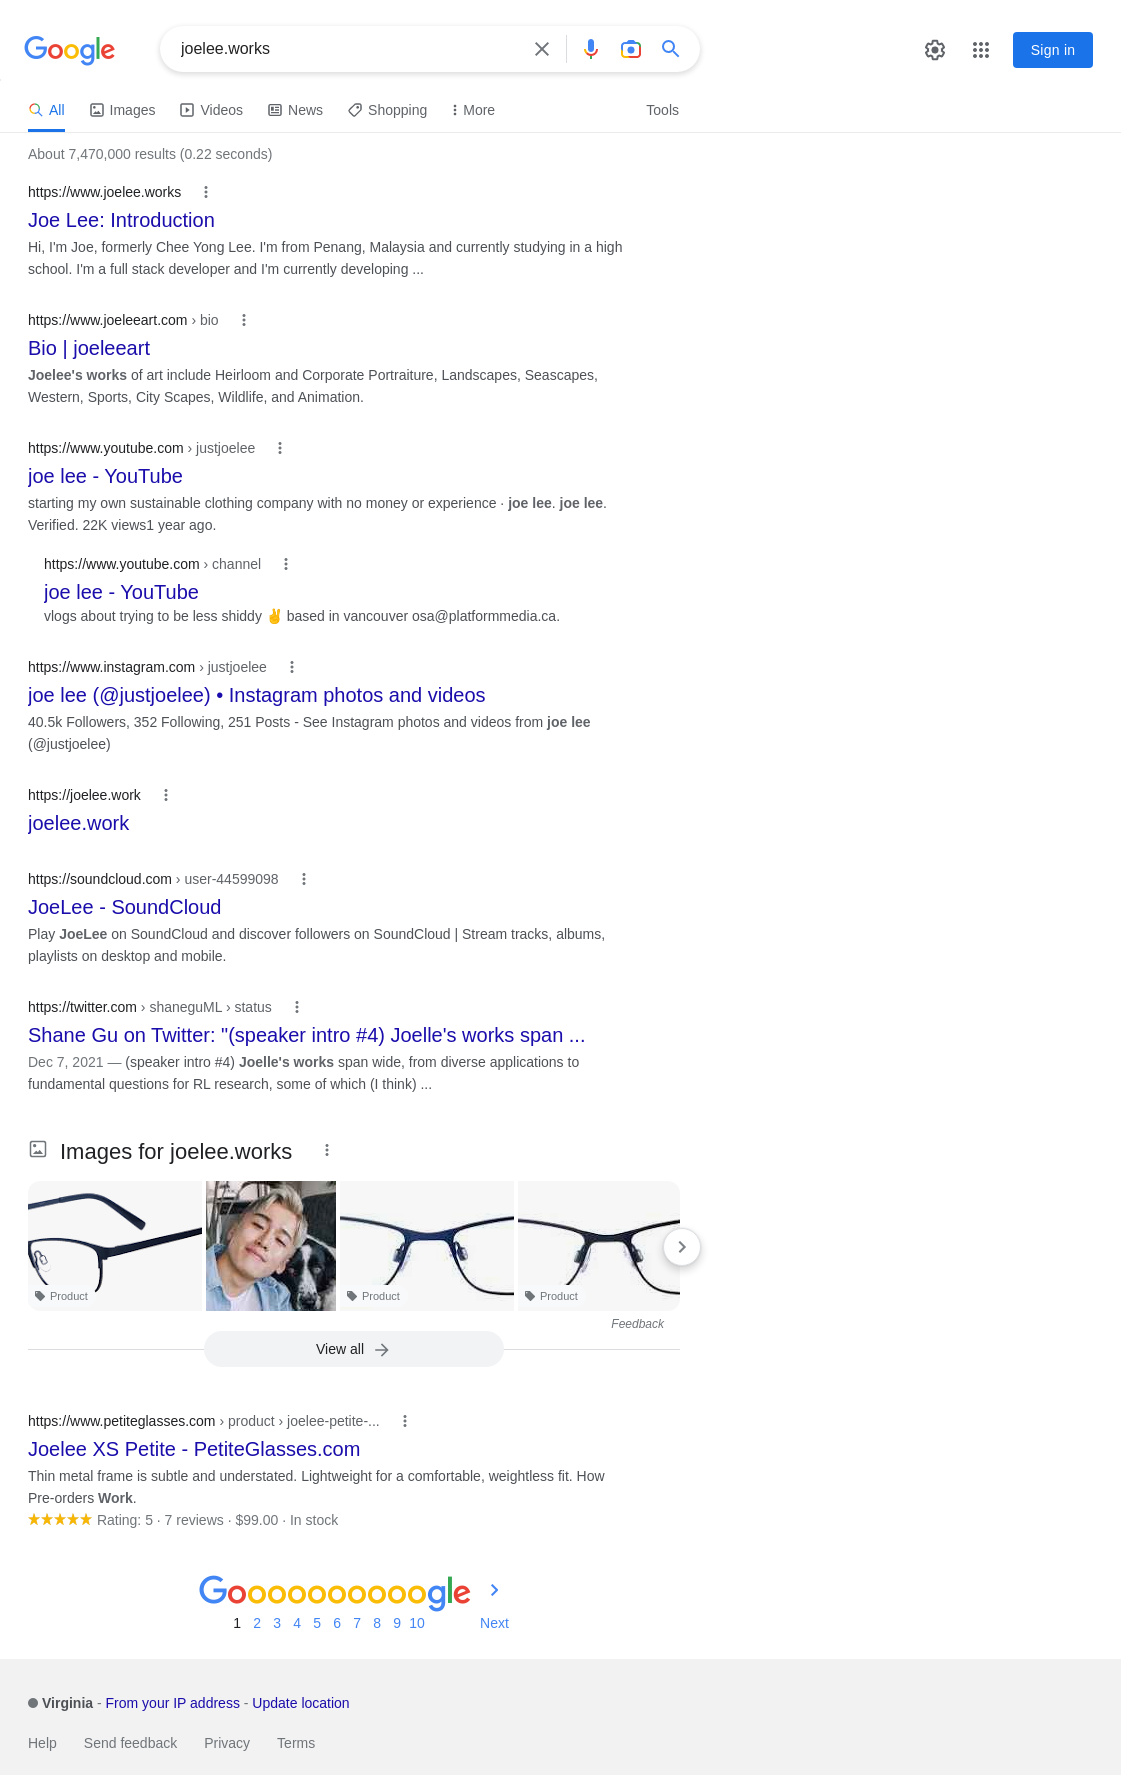 Google
joelee.works
Sign in
All
Images
Videos
News
Shopping
More
Tools
About 7,470,000 results (0.22 seconds)
https://www.joelee.works
Joe Lee: Introduction
Hi, I'm Joe, formerly Chee Yong Lee. I'm from Penang, Malaysia and currently studying in a high
school. I'm a full stack developer and I'm currently developing ...
https://www.joeleeart.com › bio
Bio | joeleeart
Joelee's works of art include Heirloom and Corporate Portraiture, Landscapes, Seascapes,
Western, Sports, City Scapes, Wildlife, and Animation.
https://www.youtube.com › justjoelee
joe lee - YouTube
starting my own sustainable clothing company with no money or experience · joe lee. joe lee.
Verified. 22K views1 year ago.
https://www.youtube.com › channel
joe lee - YouTube
vlogs about trying to be less shiddy ✌️ based in vancouver osa@platformmedia.ca.
https://www.instagram.com › justjoelee
joe lee (@justjoelee) • Instagram photos and videos
40.5k Followers, 352 Following, 251 Posts - See Instagram photos and videos from joe lee
(@justjoelee)
https://joelee.work
joelee.work
https://soundcloud.com › user-44599098
JoeLee - SoundCloud
Play JoeLee on SoundCloud and discover followers on SoundCloud | Stream tracks, albums,
playlists on desktop and mobile.
https://twitter.com › shaneguML › status
Shane Gu on Twitter: "(speaker intro #4) Joelle's works span ...
Dec 7, 2021 — (speaker intro #4) Joelle's works span wide, from diverse applications to
fundamental questions for RL research, some of which (I think) ...
Images for joelee.works
Product
Product
Product
Feedback
View all
https://www.petiteglasses.com › product › joelee-petite-...
Joelee XS Petite - PetiteGlasses.com
Thin metal frame is subtle and understated. Lightweight for a comfortable, weightless fit. How
Pre-orders Work.
Rating: 5 · 7 reviews · $99.00 · In stock
Goooooooooogle
1 2 3 4 5 6 7 8 9 10 Next
Virginia - From your IP address - Update location
Help Send feedback Privacy Terms